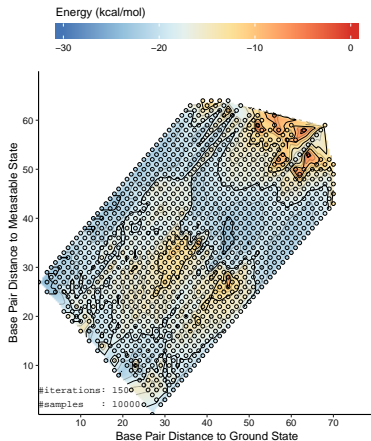 Energy (kcal/mol)
−30 −20 −10 0
60
50
40
30
20
10
Base Pair Distance to Metastable State
#iterations: 150
#samples : 10000
10 20 30 40 50 60 70
Base Pair Distance to Ground State